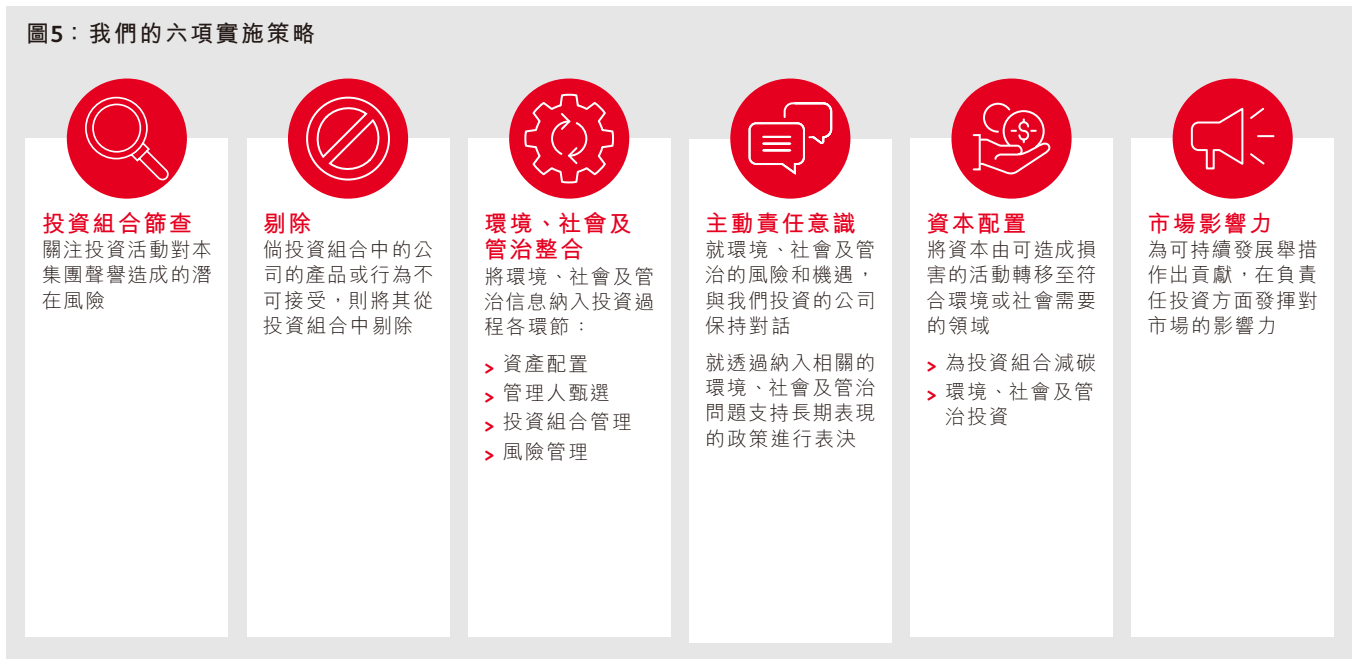 圖5：我們的六項實施策略
投資組合篩查
關注投資活動對本
集團聲譽造成的潛
在風險
剔除
倘投資組合中的公
司的產品或行為不
可接受，則將其從
投資組合中剔除
環境、社會及
管治整合
將環境、社會及管
治信息納入投資過
程各環節：
> 資產配置
> 管理人甄選
> 投資組合管理
> 風險管理
主動責任意識
就環境、社會及管
治的風險和機遇，
與我們投資的公司
保持對話
就透過納入相關的
環境、社會及管治
問題支持長期表現
的政策進行表決
資本配置
將資本由可造成損
害的活動轉移至符
合環境或社會需要
的領域
> 為投資組合減碳
> 環境、社會及管
治投資
市場影響力
為可持續發展舉措
作出貢獻，在負責
任投資方面發揮對
市場的影響力